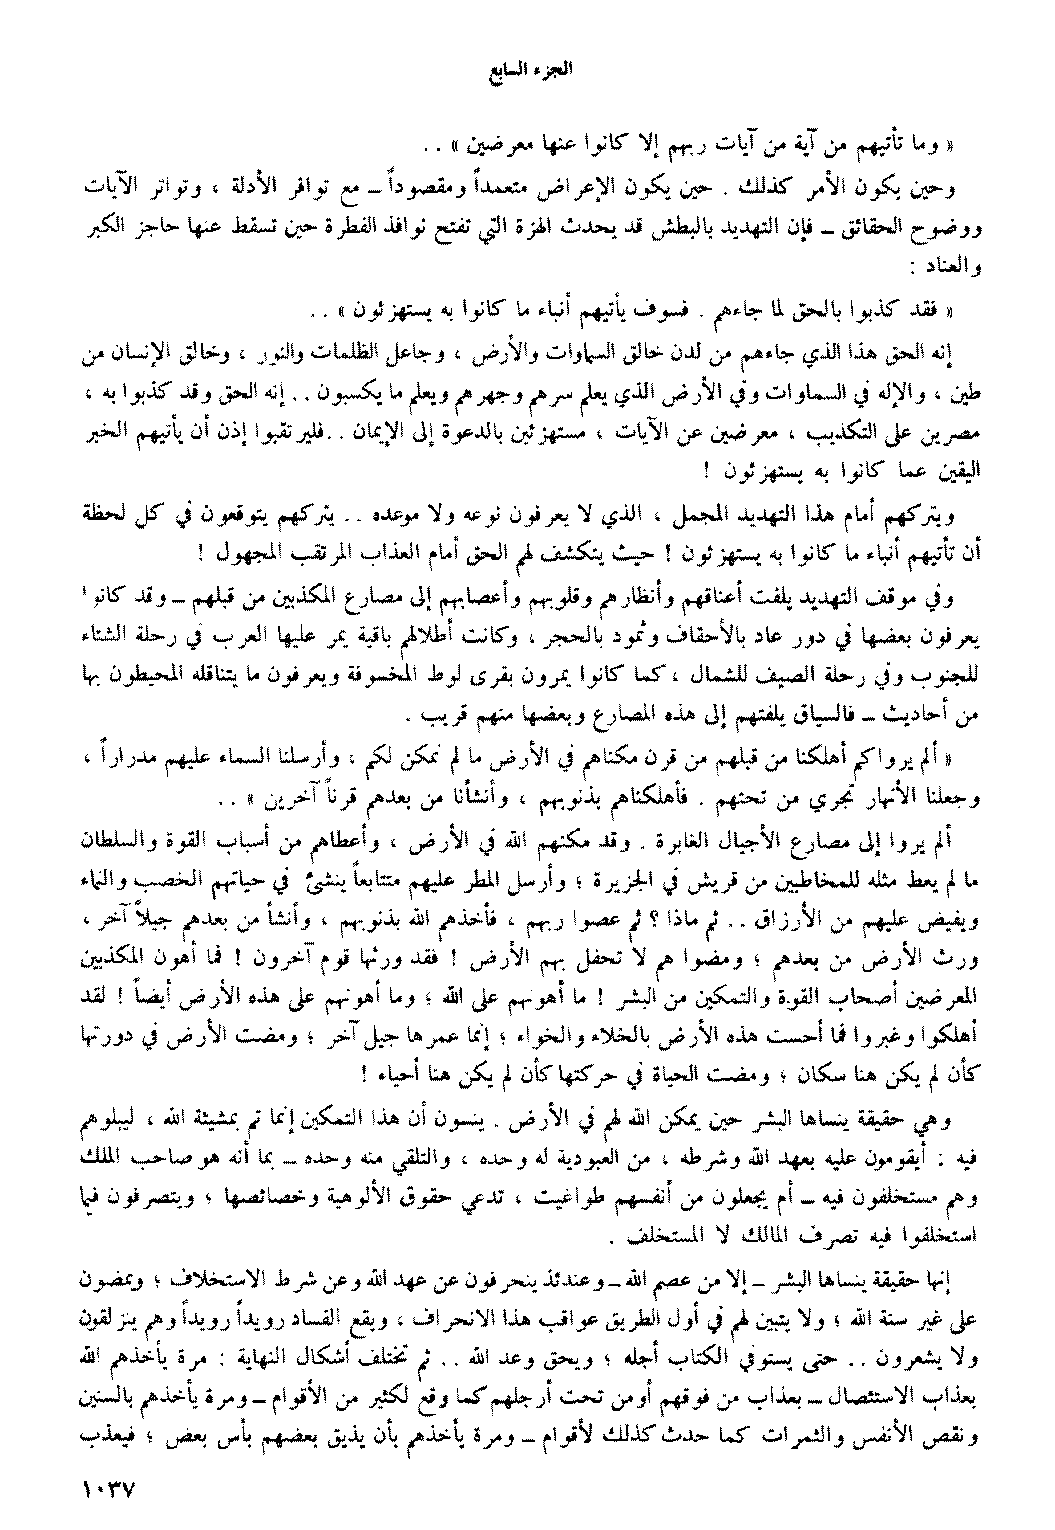 الجزء السابع
« وما تأتيهم من آية من آيات ربهم إلا كانوا عنها معرضين » . .
وحين يكون الأمر كذلك . حين يكون الإعراض متعمداً ومقصوداً – مع توافر الأدلة ، وتواتر الآيات
ووضوح الحقائق – فإن التهديد بالبطش قد يحدث الهزة التي تفتح نوافذ الفطرة حين تسقط عنها حاجز الكبر
والعناد :
« فقد كذبوا بالحق لما جاءهم . فسوف يأتيهم أنباء ما كانوا به يستهزئون » . .
إنه الحق هذا الذي جاءهم من لدن خالق السماوات والأرض ، وجاعل الظلمات والنور ، وخالق الإنسان من
طين ، والإله في السماوات وفي الأرض الذي يعلم سرهم وجهرهم ويعلم ما يكسبون . . إنه الحق وقد كذبوا به ،
مصرين على التكذيب ، معرضين عن الآيات ، مستهزئين بالدعوة إلى الإيمان . . فليرتقبوا إذن أن يأتيهم الخبر
اليقين عما كانوا به يستهزئون !
ويتركهم أمام هذا التهديد المجمل ، الذي لا يعرفون نوعه ولا موعده . . يتركهم يتوقعون في كل لحظة
أن تأتيهم أنباء ما كانوا به يستهزئون ! حيث يتكشف لهم الحق أمام العذاب المرتقب المجهول !
وفي موقف التهديد يلفت أعناقهم وأنظارهم وقلوبهم وأعصابهم إلى مصارع المكذبين من قبلهم – وقد كانوا
يعرفون بعضها في دور عاد بالأحقاف وثمود بالحجر ، وكانت أطلالهم باقية يمر عليها العرب في رحلة الشتاء
للجنوب وفي رحلة الصيف للشمال ، كما كانوا يمرون بقرى لوط المخسوفة ويعرفون ما يتناقله المحيطون بها
من أحاديث – فالسياق يلفتهم إلى هذه المصارع وبعضها منهم قريب .
« ألم يروا كم أهلكنا من قبلهم من قرن مكناهم في الأرض ما لم نمكن لكم ، وأرسلنا السماء عليهم مدراراً ،
وجعلنا الأنهار تجري من تحتهم . فأهلكناهم بذنوبهم ، وأنشأنا من بعدهم قرناً آخرين » . .
ألم يروا إلى مصارع الأجيال الغابرة . وقد مكنهم الله في الأرض ، وأعطاهم من أسباب القوة والسلطان
ما لم يعط مثله للمخاطبين من قريش في الجزيرة ؛ وأرسل المطر عليهم متتابعاً ينشئ في حياتهم الخصب والنماء
ويفيض عليهم من الأرزاق . . ثم ماذا ؟ ثم عصوا ربهم ، فأخذهم الله بذنوبهم ، وأنشأ من بعدهم جيلاً آخر ،
ورث الأرض من بعدهم ؛ ومضوا هم لا تحفل بهم الأرض ! فقد ورثها قوم آخرون ! فما أهون المكذبين
المعرضين أصحاب القوة والتمكين من البشر ! ما أهونهم على الله ؛ وما أهونهم على هذه الأرض أيضاً ! لقد
أهلكوا وغبروا فما أحست هذه الأرض بالخلاء والخواء ؛ إنما عمرها جيل آخر ؛ ومضت الأرض في دورتها
كأن لم يكن هنا سكان ؛ ومضت الحياة في حركتها كأن لم يكن هنا أحياء !
وهي حقيقة ينساها البشر حين يمكن الله لهم في الأرض . ينسون أن هذا التمكين إنما تم بمشيئة الله ، ليبلوهم
فيه : أيقومون عليه بعهد الله وشرطه ، من العبودية له وحده ، والتلقي منه وحده – بما أنه هو صاحب الملك
وهم مستخلفون فيه – أم يجعلون من أنفسهم طواغيت ، تدعي حقوق الألوهية وخصائصها ؛ ويتصرفون فيما
استخلفوا فيه تصرف المالك لا المستخلف .
إنها حقيقة ينساها البشر – إلا من عصم الله – وعندئذ ينحرفون عن عهد الله وعن شرط الاستخلاف ؛ ويمضون
على غير سنة الله ؛ ولا يتبين لهم في أول الطريق عواقب هذا الانحراف ، ويقع الفساد رويداً رويداً وهم ينزلقون
ولا يشعرون . . حتى يستوفي الكتاب أجله ؛ ويحق وعد الله . . ثم تختلف أشكال النهاية : مرة يأخذهم الله
بعذاب الاستئصال – بعذاب من فوقهم أو من تحت أرجلهم كما وقع لكثير من الأقوام – ومرة يأخذهم بالسنين
ونقص الأنفس والثمرات كما حدث كذلك لأقوام – ومرة يأخذهم بأن يذيق بعضهم بأس بعض ؛ فيعذب
١٠٣٧